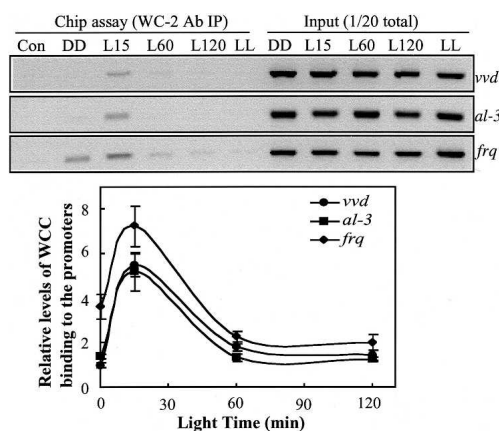 Chip assay (WC-2 Ab IP) Input (1/20 total)
Con DD L15 L60 L120 LL DD L15 L60 L120 LL
vvd
al-3
frq
Relative levels of WCC
binding to the promoters
8
6
4
2
0
vvd
al-3
frq
0 30 60 90 120
Light Time (min)